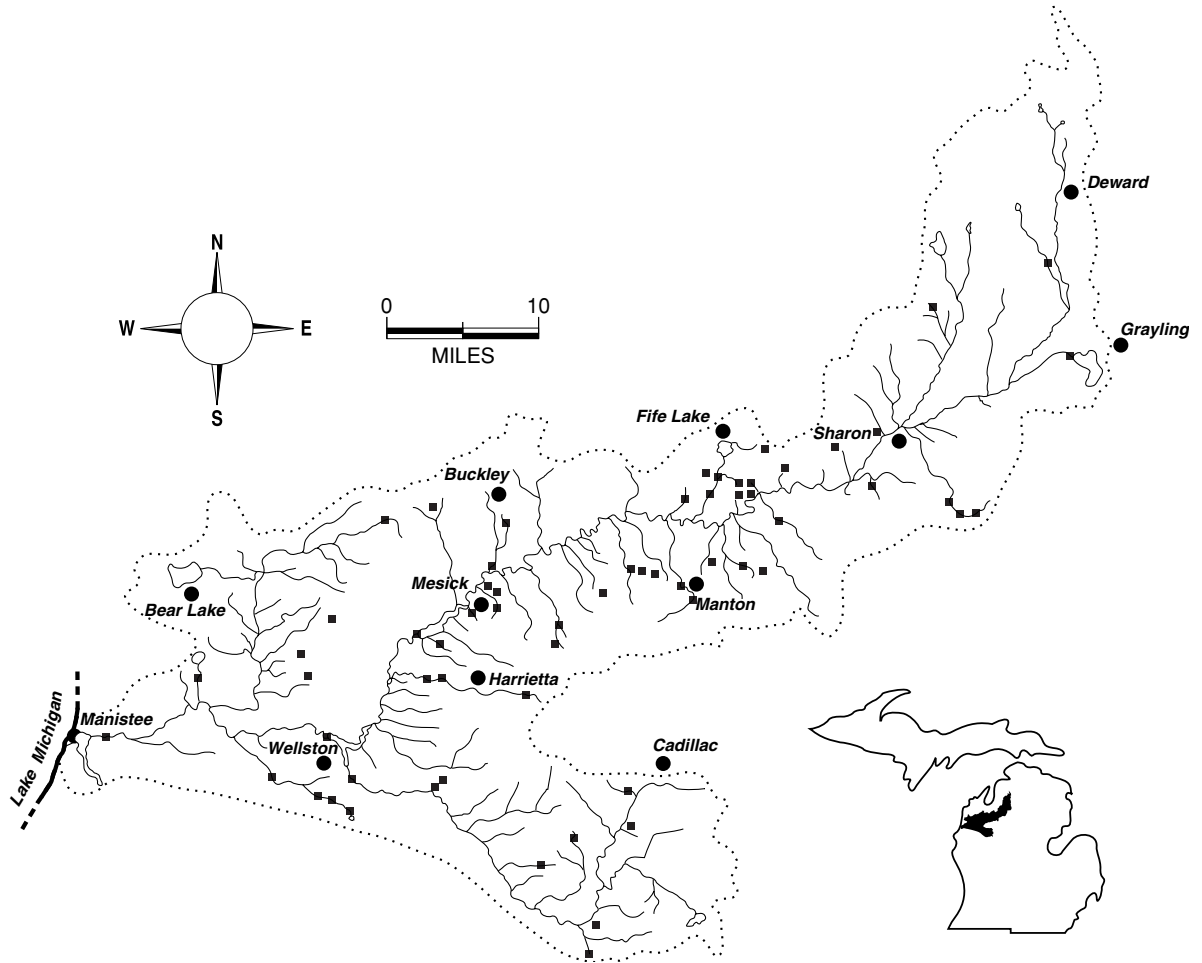 Deward
N
0 10
W E
MILES
Grayling
S
Fife Lake
Sharon
Buckley
Mesick
Manton
Bear Lake
Harrietta
Lake Michigan
Manistee
Wellston
Cadillac